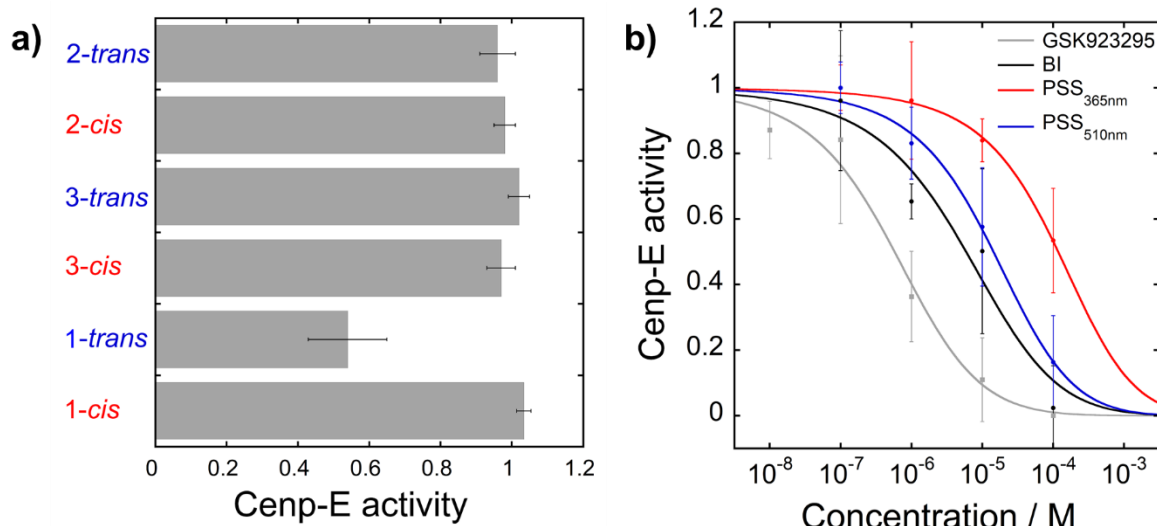 a)
2-trans
2-cis
3-trans
3-cis
1-trans
1-cis
0 0.2 0.4 0.6 0.8 1 1.2
Cenp-E activity
b)
GSK923295
BI
PSS365nm
PSS510nm
1.2
1
0.8
0.6
0.4
0.2
0
Cenp-E activity
10-8 10-7 10-6 10-5 10-4 10-3
Concentration / M